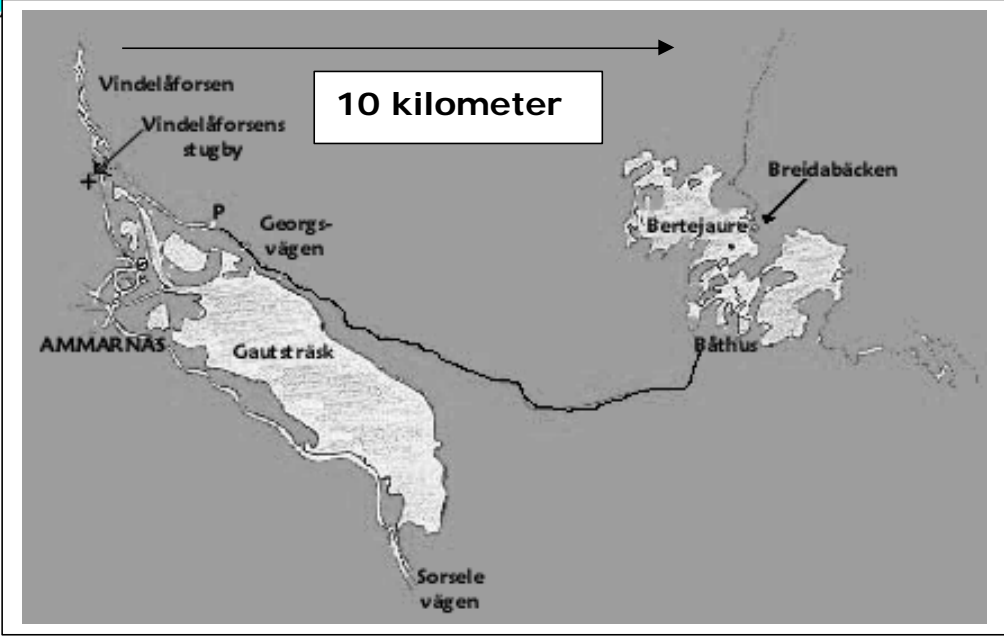 10 kilometer
Vindelåforsen
Vindelåforsens
stugby
Breidabäcken
P
Georgs-
vägen
Bertejaure
AMMARNÄS
Gautsträsk
Båthus
Sorsele
vägen